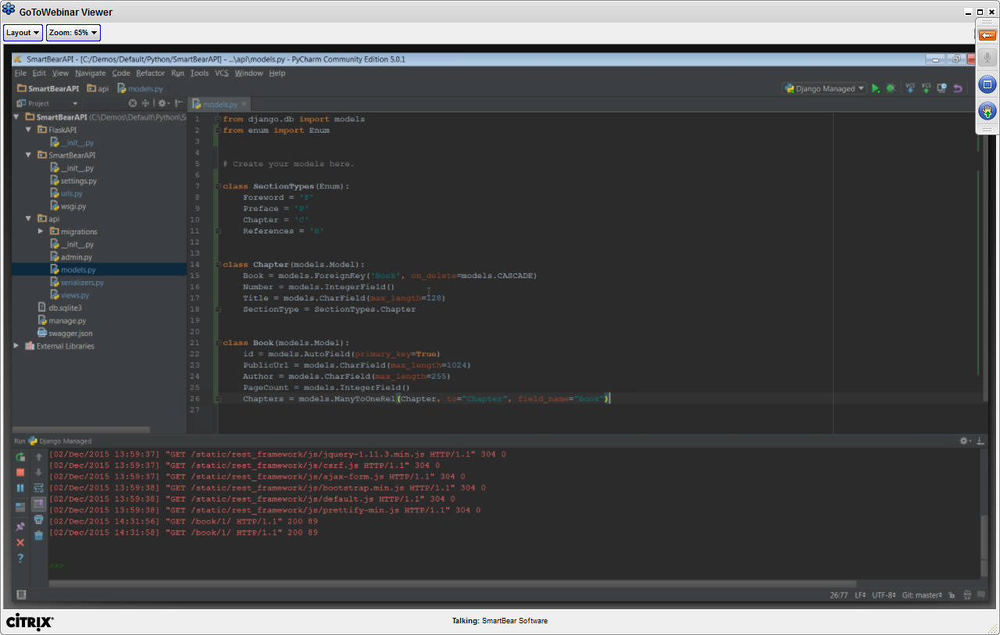 GoToWebinar Viewer
Layout
Zoom: 65%
SmartBearAPI - [C:/Demos/Default/Python/SmartBearAPI] - ...\api\models.py - PyCharm Community Edition 5.0.1
File Edit View Navigate Code Refactor Run Tools VCS Window Help
SmartBearAPI api models.py
Django Managed
VCS VCS
Project
models.py
SmartBearAPI (C:\Demos\Default\Python\S
FlaskAPI
__init__.py
SmartBearAPI
__init__.py
settings.py
urls.py
wsgi.py
api
migrations
__init__.py
admin.py
models.py
serializers.py
views.py
db.sqlite3
manage.py
swagger.json
External Libraries
1 from django.db import models
2 from enum import Enum
3
4
5 # Create your models here.
6
7 class SectionTypes(Enum):
8 Foreword = 'F'
9 Preface = 'P'
10 Chapter = 'C'
11 References = 'R'
12
13
14 class Chapter(models.Model):
15 Book = models.ForeignKey('Book', on_delete=models.CASCADE)
16 Number = models.IntegerField()
17 Title = models.CharField(max_length=128)
18 SectionType = SectionTypes.Chapter
19
20
21 class Book(models.Model):
22 id = models.AutoField(primary_key=True)
23 PublicUrl = models.CharField(max_length=1024)
24 Author = models.CharField(max_length=255)
25 PageCount = models.IntegerField()
26 Chapters = models.ManyToOneRel(Chapter, to="Chapter", field_name="Book")
27
Run Django Managed
[02/Dec/2015 13:59:37] "GET /static/rest_framework/js/jquery-1.11.3.min.js HTTP/1.1" 304 0
[02/Dec/2015 13:59:37] "GET /static/rest_framework/js/csrf.js HTTP/1.1" 304 0
[02/Dec/2015 13:59:37] "GET /static/rest_framework/js/ajax-form.js HTTP/1.1" 304 0
[02/Dec/2015 13:59:38] "GET /static/rest_framework/js/bootstrap.min.js HTTP/1.1" 304 0
[02/Dec/2015 13:59:38] "GET /static/rest_framework/js/default.js HTTP/1.1" 304 0
[02/Dec/2015 13:59:38] "GET /static/rest_framework/js/prettify-min.js HTTP/1.1" 304 0
[02/Dec/2015 14:31:56] "GET /book/1/ HTTP/1.1" 200 89
[02/Dec/2015 14:31:58] "GET /book/1/ HTTP/1.1" 200 89
>>>
26:77 LF UTF-8 Git: master
CITRIX
Talking: SmartBear Software